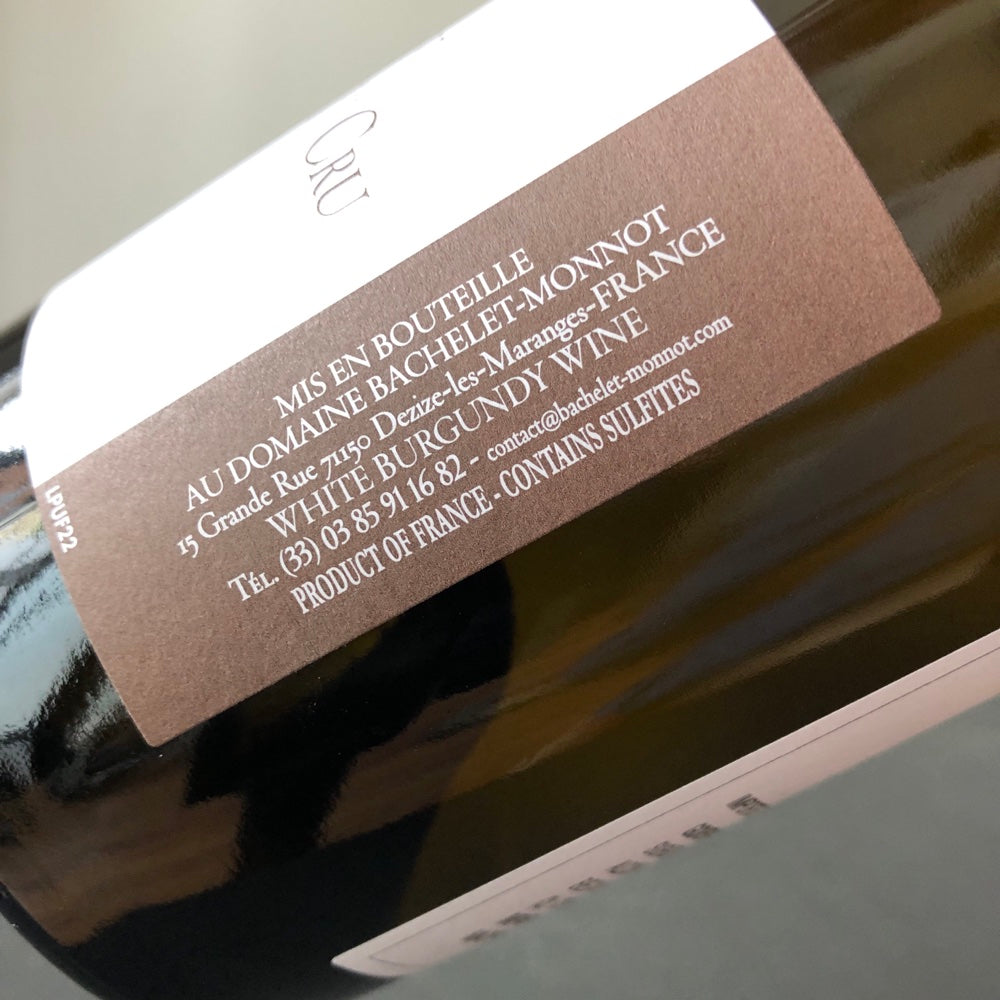 CRU
MIS EN BOUTEILLE
AU DOMAINE BACHELET-MONNOT
15 Grande Rue 71150 Dezize-les-Maranges-FRANCE
WHITE BURGUNDY WINE
TÉL. (33) 03 85 91 16 82 - contact@bachelet-monnot.com
PRODUCT OF FRANCE - CONTAINS SULFITES
LPUF22